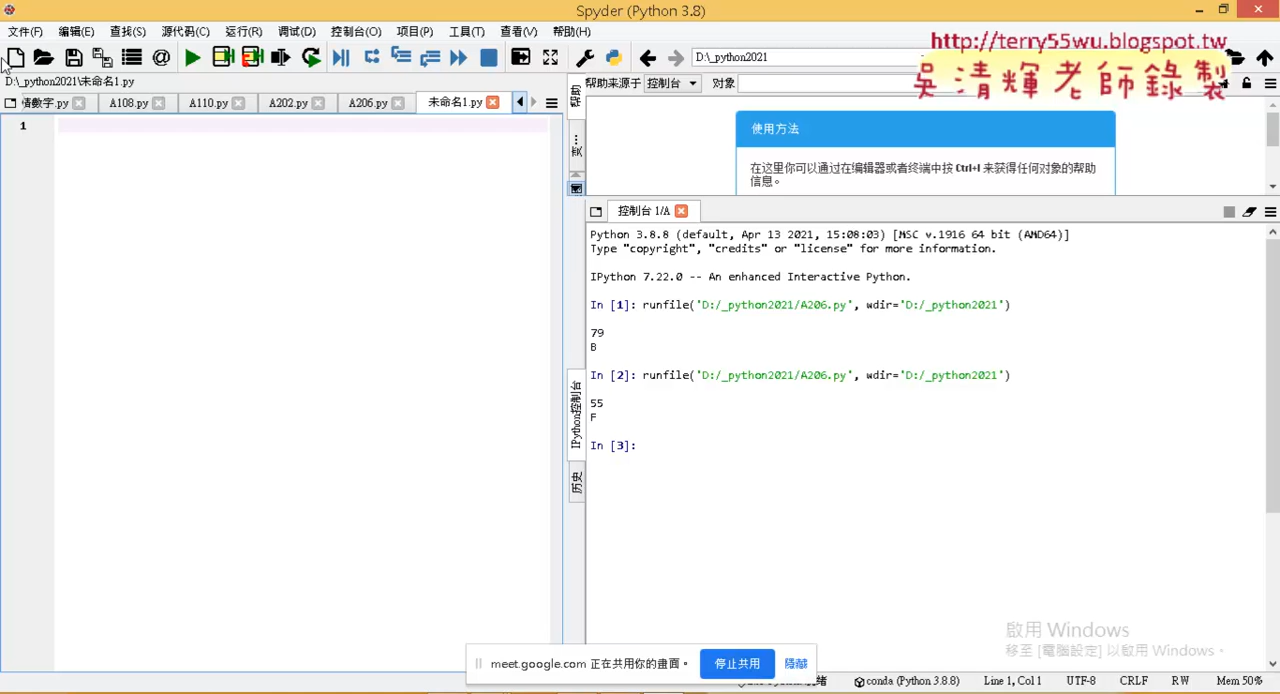 Spyder (Python 3.8)
文件(F) 编辑(E) 查找(S) 源代码(C) 运行(R) 调试(D) 控制台(O) 项目(P) 工具(T) 查看(V) 帮助(H)
http://terry55wu.blogspot.tw
D:\_python2021
吳清輝老師錄製
D:\_python2021\未命名1.py
帮助来源于 控制台 对象
猜數字.py A108.py A110.py A202.py A206.py 未命名1.py
帮助
1
使用方法
在这里你可以通过在编辑器或者终端中按 Ctrl+I 来获得任何对象的帮助
信息。
控制台 1/A
Python 3.8.8 (default, Apr 13 2021, 15:08:03) [MSC v.1916 64 bit (AMD64)]
Type "copyright", "credits" or "license" for more information.
IPython 7.22.0 -- An enhanced Interactive Python.
In [1]: runfile('D:/_python2021/A206.py', wdir='D:/_python2021')
79
B
In [2]: runfile('D:/_python2021/A206.py', wdir='D:/_python2021')
55
F
IPython控制台
In [3]:
历史
啟用 Windows
移至 [電腦設定] 以啟用 Windows。
meet.google.com 正在共用你的畫面。 停止共用 隱藏
conda (Python 3.8.8) Line 1, Col 1 UTF-8 CRLF RW Mem 50%